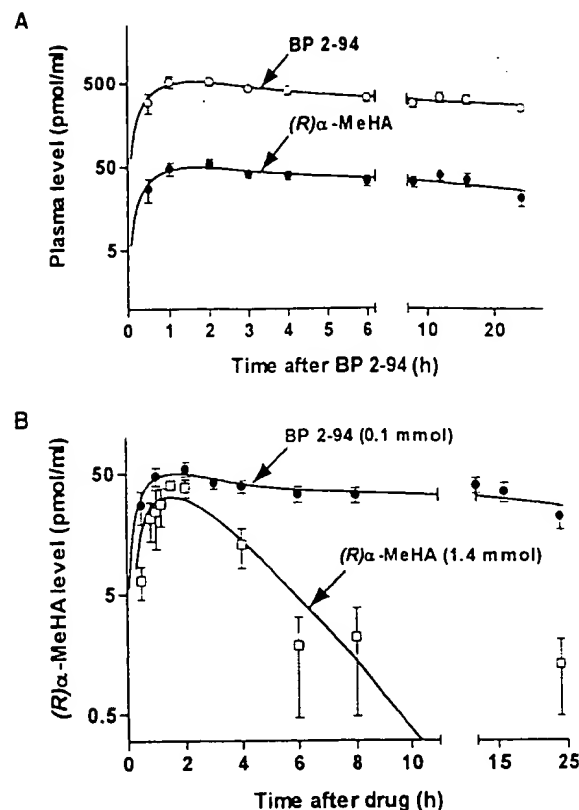 A
BP 2-94
(R)α-MeHA
Plasma level (pmol/ml)
500
50
5
0 1 2 3 4 5 6 10 20
Time after BP 2-94 (h)
B
BP 2-94 (0.1 mmol)
(R)α-MeHA (1.4 mmol)
(R)α-MeHA level (pmol/ml)
50
5
0.5
0 2 4 6 8 10 15 25
Time after drug (h)